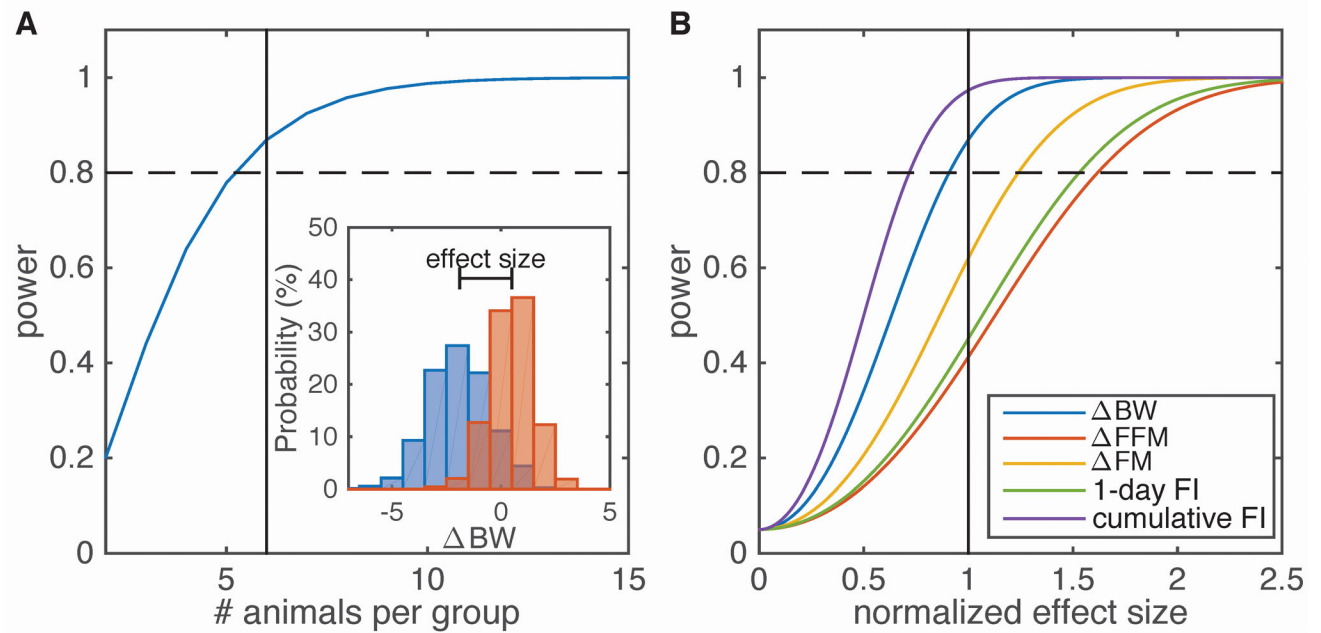 A
1
0.8
0.6
0.4
0.2
0
power
5
10
15
# animals per group
50
40
30
20
10
0
Probability (%)
effect size
-5
0
5
ΔBW
B
1
0.8
0.6
0.4
0.2
0
power
0
0.5
1
1.5
2
2.5
normalized effect size
ΔBW
ΔFFM
ΔFM
1-day FI
cumulative FI